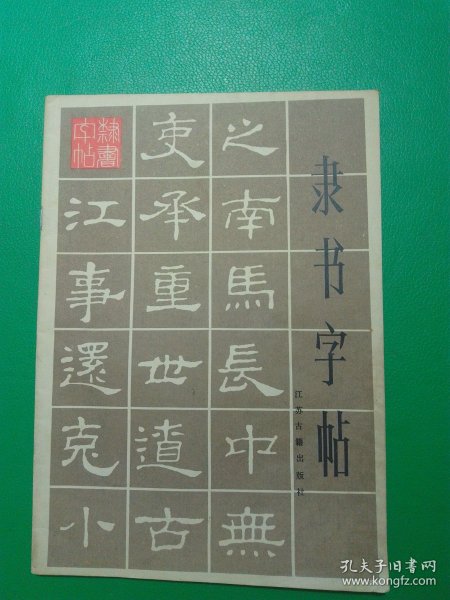 隶书字帖
江苏古籍出版社
之南馬長中無
吏承重世遺古
隸書字帖
江事還克小
孔夫子旧书网
www.kongfz.com